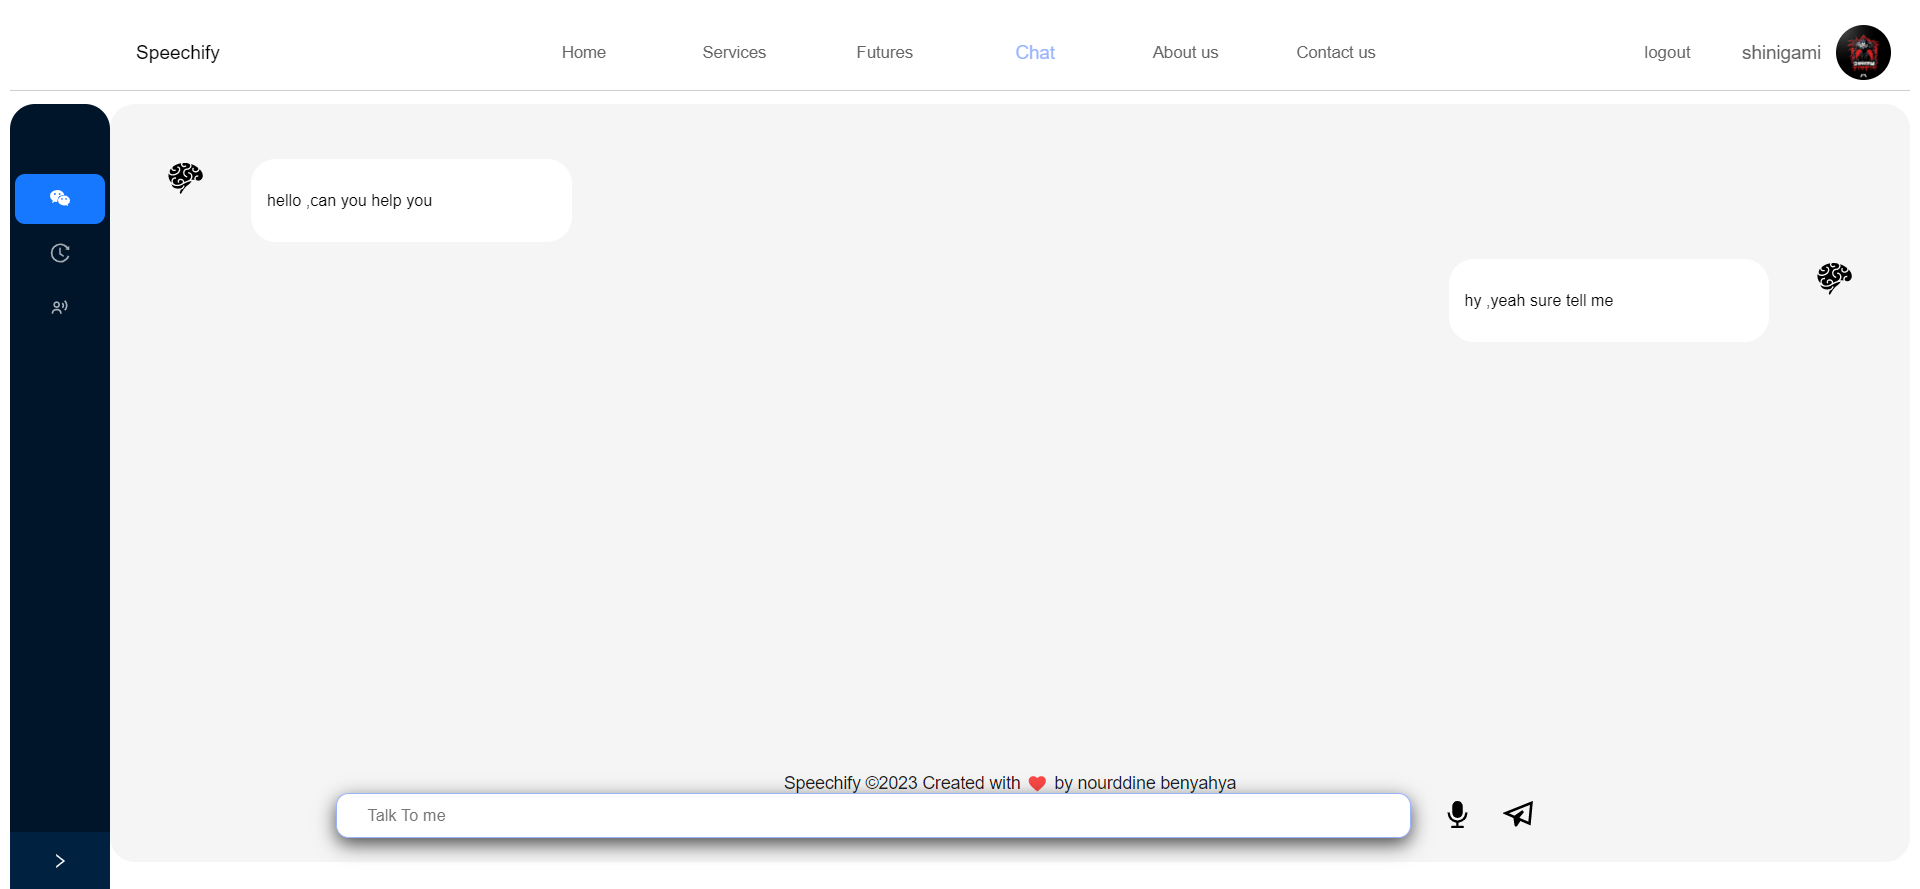 Speechify Home Services Futures Chat About us Contact us logout shinigami
hello ,can you help you
hy ,yeah sure tell me
Speechify ©2023 Created with ❤️ by nourddine benyahya
Talk To me